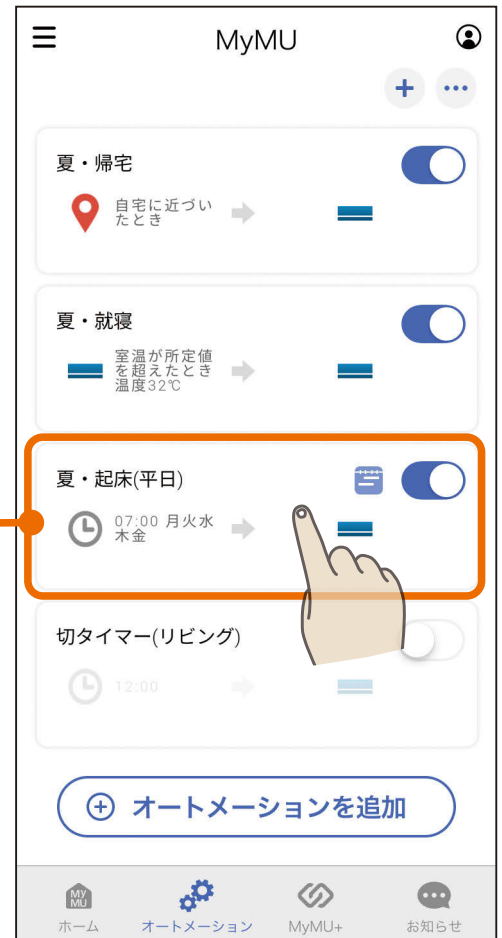 MyMU
夏・帰宅
自宅に近づい
たとき
夏・就寝
室温が所定値
を超えたとき
温度32℃
夏・起床(平日)
07:00 月火水
木金
切タイマー(リビング)
12:00
オートメーションを追加
MY
MU
ホーム
オートメーション
MyMU+
お知らせ